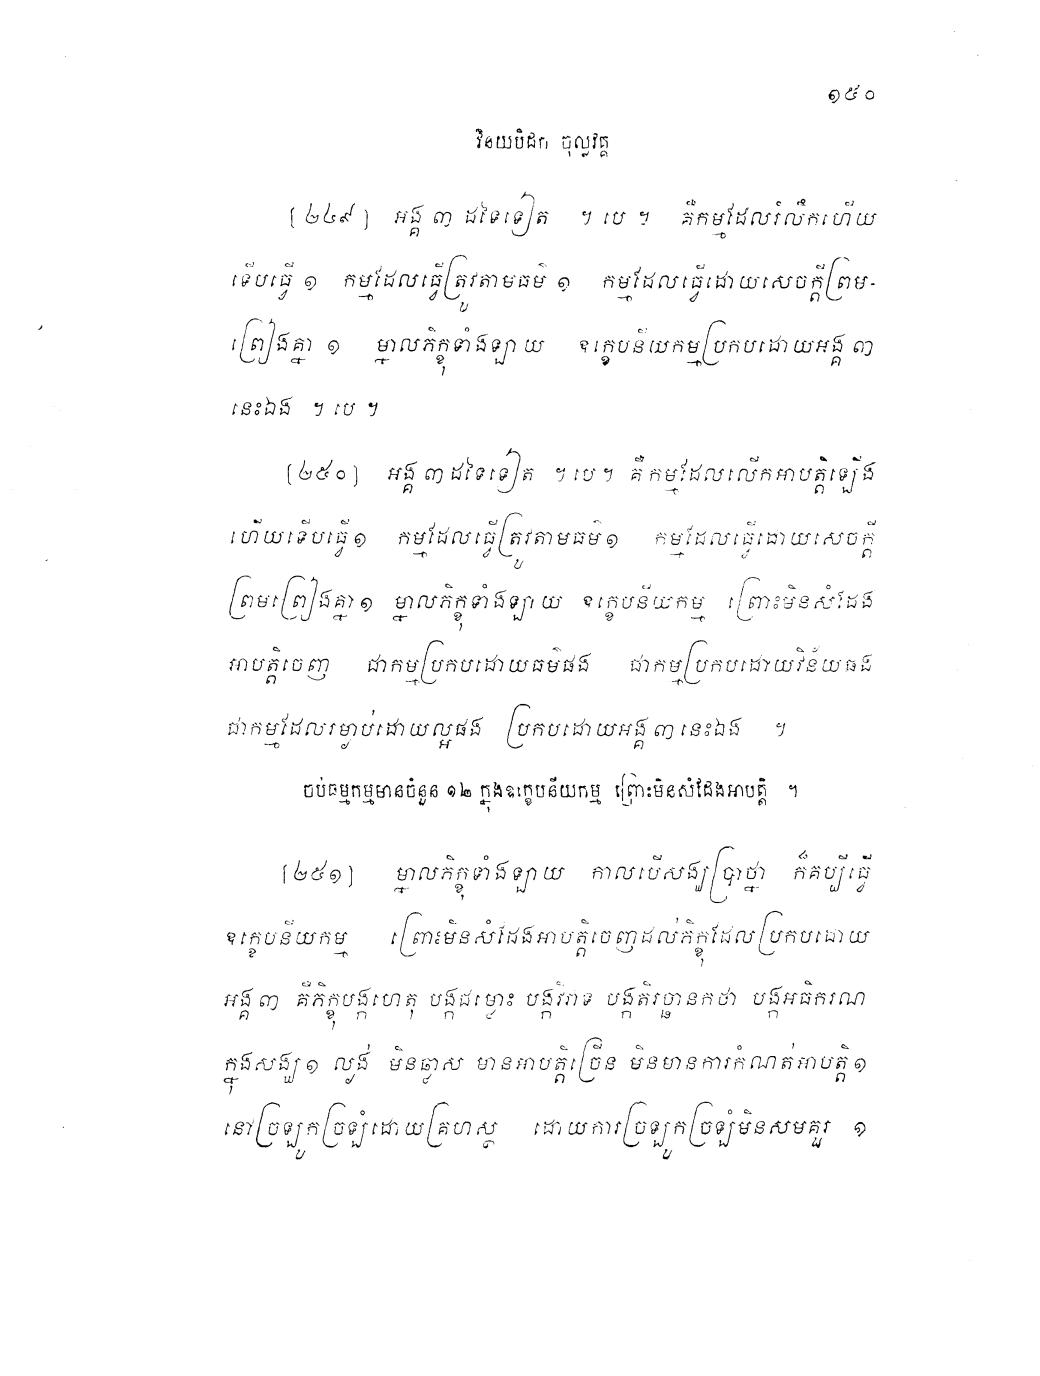 ១៥០
វិនយបិដក ចុល្លវគ្គ
[២៤៩] អង្គ ៣ ដទៃទៀត ។ បេ ។ គឺកម្មដែលរំលឹកហើយ
ទើបធ្វើ ១ កម្មដែលធ្វើត្រូវតាមធម៌ ១ កម្មដែលធ្វើដោយសេចក្តីព្រម-
ព្រៀងគ្នា ១ ម្នាលភិក្ខុទាំងឡាយ ឧក្ខេបនីយកម្មប្រកបដោយអង្គ ៣
នេះឯង ។ បេ ។
[២៥០] អង្គ ៣ ដទៃទៀត ។ បេ ។ គឺកម្មដែលលើកអាបត្តិឡើង
ហើយទើបធ្វើ ១ កម្មដែលធ្វើត្រូវតាមធម៌ ១ កម្មដែលធ្វើដោយសេចក្តី
ព្រមព្រៀងគ្នា ១ ម្នាលភិក្ខុទាំងឡាយ ឧក្ខេបនីយកម្ម ព្រោះមិនសំដែង
អាបត្តិចេញ ជាកម្មប្រកបដោយធម៌ផង ជាកម្មប្រកបដោយវិន័យផង
ជាកម្មដែលរម្ងាប់ដោយល្អផង ប្រកបដោយអង្គ ៣ នេះឯង ។
ចប់ធម្មកម្មមានចំនួន ១២ ក្នុងឧក្ខេបនីយកម្ម ព្រោះមិនសំដែងអាបត្តិ ។
[២៥១] ម្នាលភិក្ខុទាំងឡាយ កាលបើសង្ឃប្រាថ្នា ក៏គប្បីធ្វើ
ឧក្ខេបនីយកម្ម ព្រោះមិនសំដែងអាបត្តិចេញដល់ភិក្ខុដែលប្រកបដោយ
អង្គ ៣ គឺភិក្ខុបង្កហេតុ បង្កជម្លោះ បង្កវិវាទ បង្កតិរច្ឆានកថា បង្កអធិករណ៍
ក្នុងសង្ឃ ១ ល្ងង់ មិនឆ្លាស មានអាបត្តិច្រើន មិនមានការកំណត់អាបត្តិ ១
នៅច្រឡូកច្រឡំដោយគ្រហស្ថ ដោយការច្រឡូកច្រឡំមិនសមគួរ ១